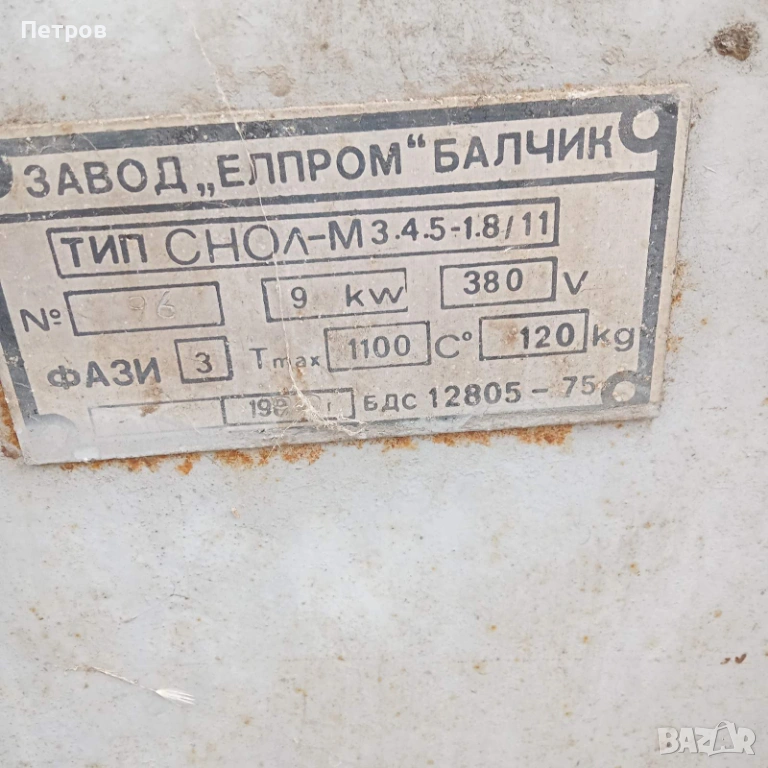 Петров
ЗАВОД „ЕЛПРОМ“ БАЛЧИК
ТИП СНОЛ-М 3.4.5-1.8/11
№ 96 9 kw 380 V
ФАЗИ 3 Tmax 1100 C° 120 kg
БДС 12805 - 75
BAZAR